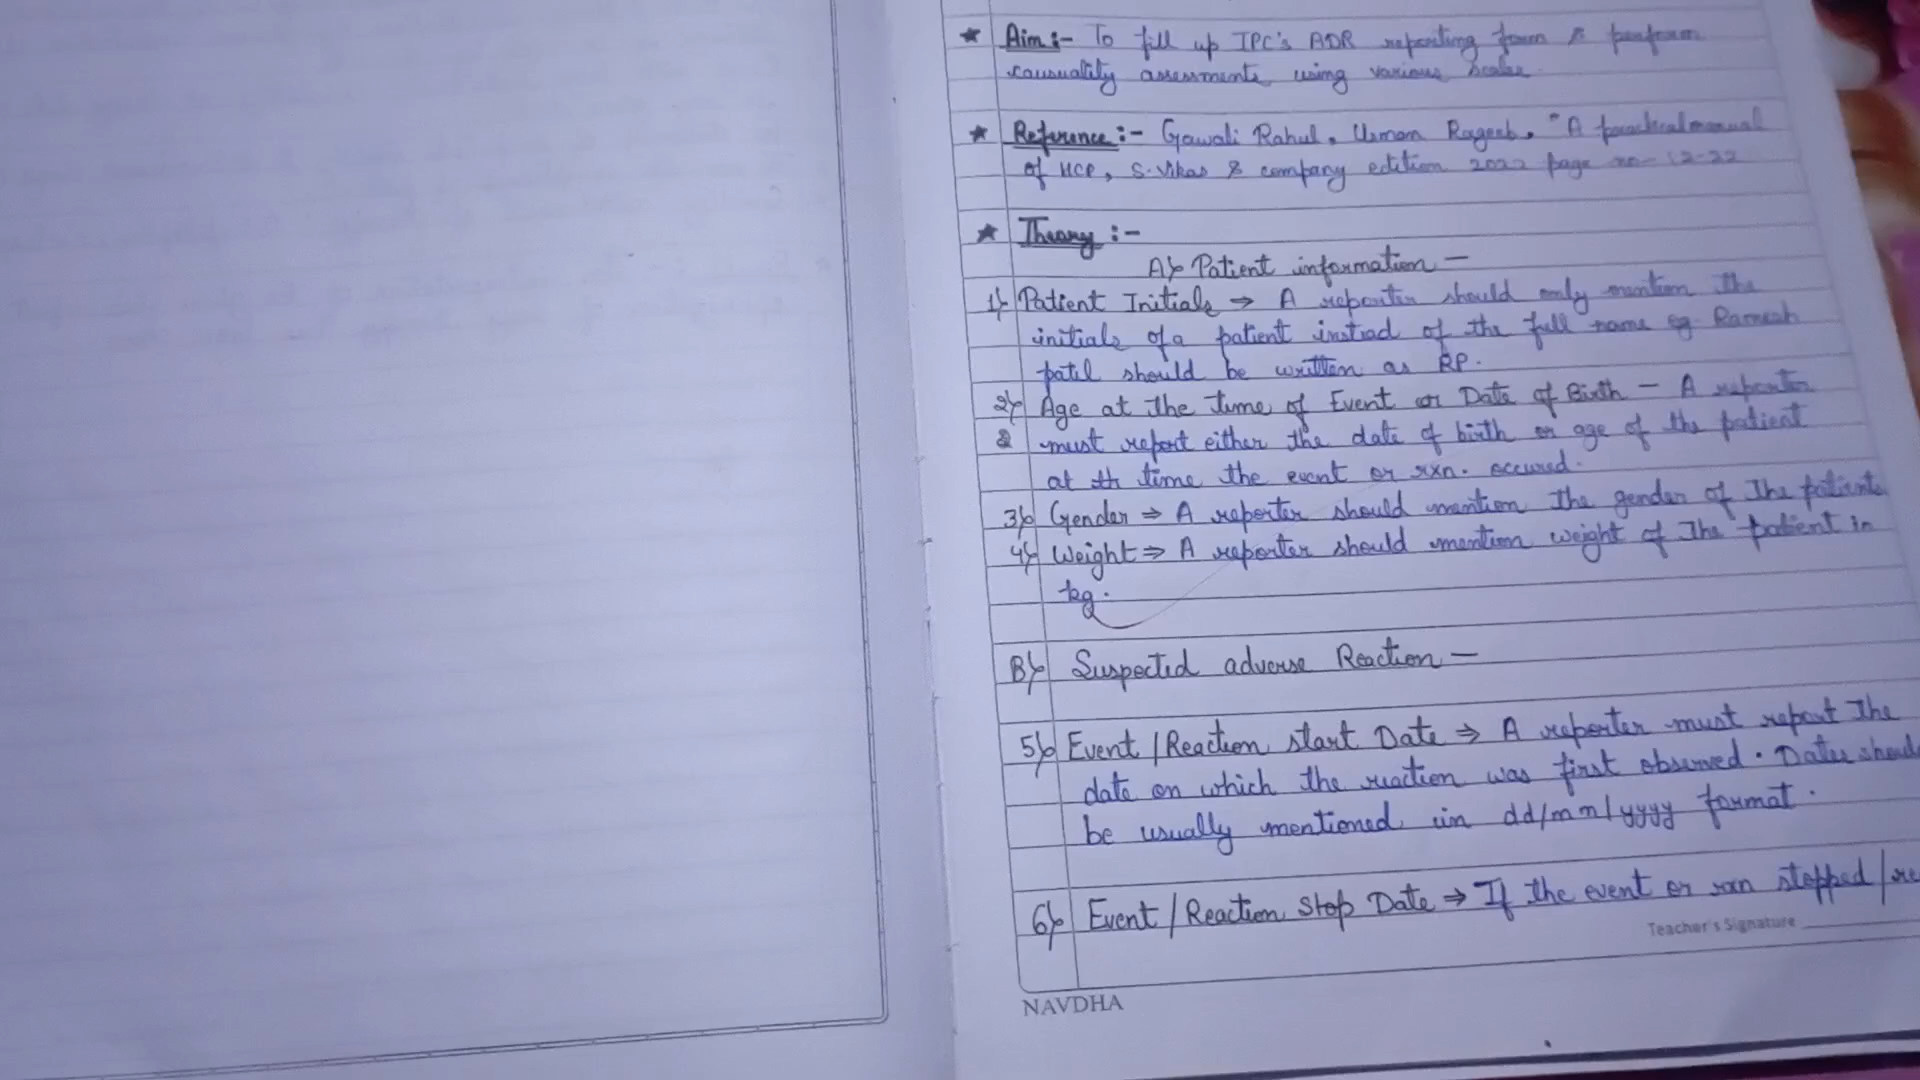 ★ Aim :- To fill up IPC's ADR reporting form & perform
causuality assessments using various scales.
★ Reference :- Gawali Rahul, Usman Rageeb, "A practical manual
of HCP, S. Vikas & company edition 2022 page no- 12-22
★ Theory :-
A) Patient information —
1) Patient Initials → A reporter should only mention the
initials of a patient instead of the full name eg. Ramesh
patel should be written as RP.
2) Age at the time of Event or Date of Birth — A reporter
& must report either the date of birth or age of the patient
at th time the event or rxn. occured.
3) Gender ⇒ A reporter should mention the gender of the patient
4) Weight ⇒ A reporter should mention weight of the patient in
kg.
B) Suspected adverse Reaction —
5) Event / Reaction start Date ⇒ A reporter must report the
date on which the reaction was first observed. Dates should
be usually mentioned in dd/mm/yyyy format.
6) Event / Reaction Stop Date ⇒ If the event or rxn stopped / re
Teacher's Signature
NAVDHA